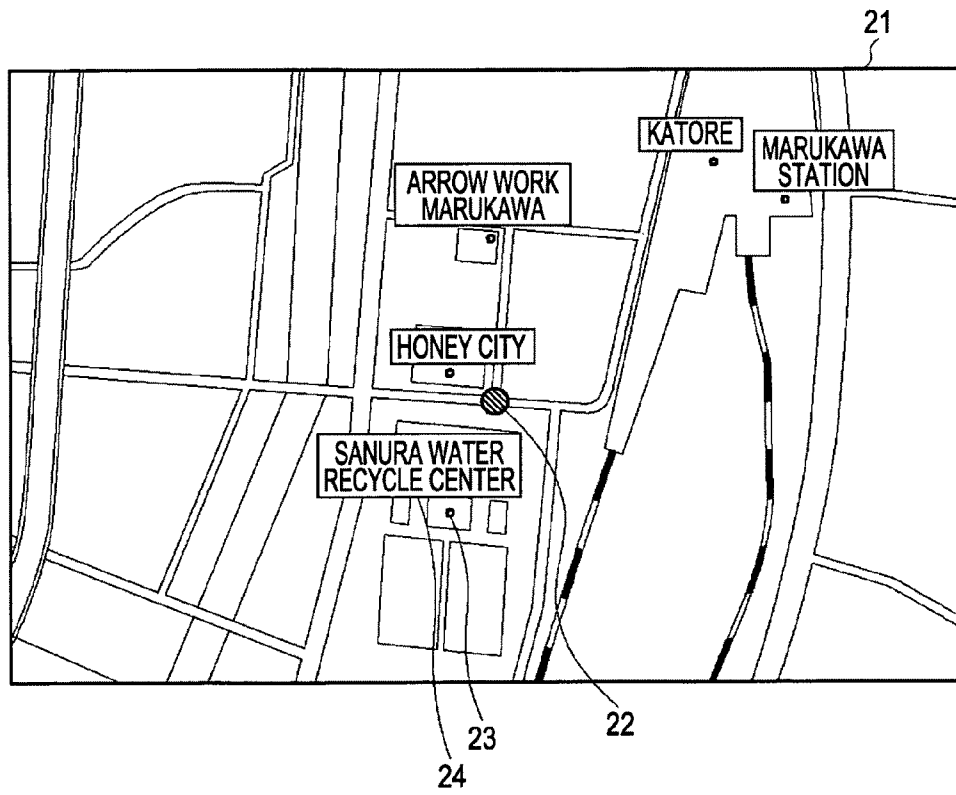 21
KATORE
MARUKAWA
STATION
ARROW WORK
MARUKAWA
HONEY CITY
SANURA WATER
RECYCLE CENTER
22
23
24